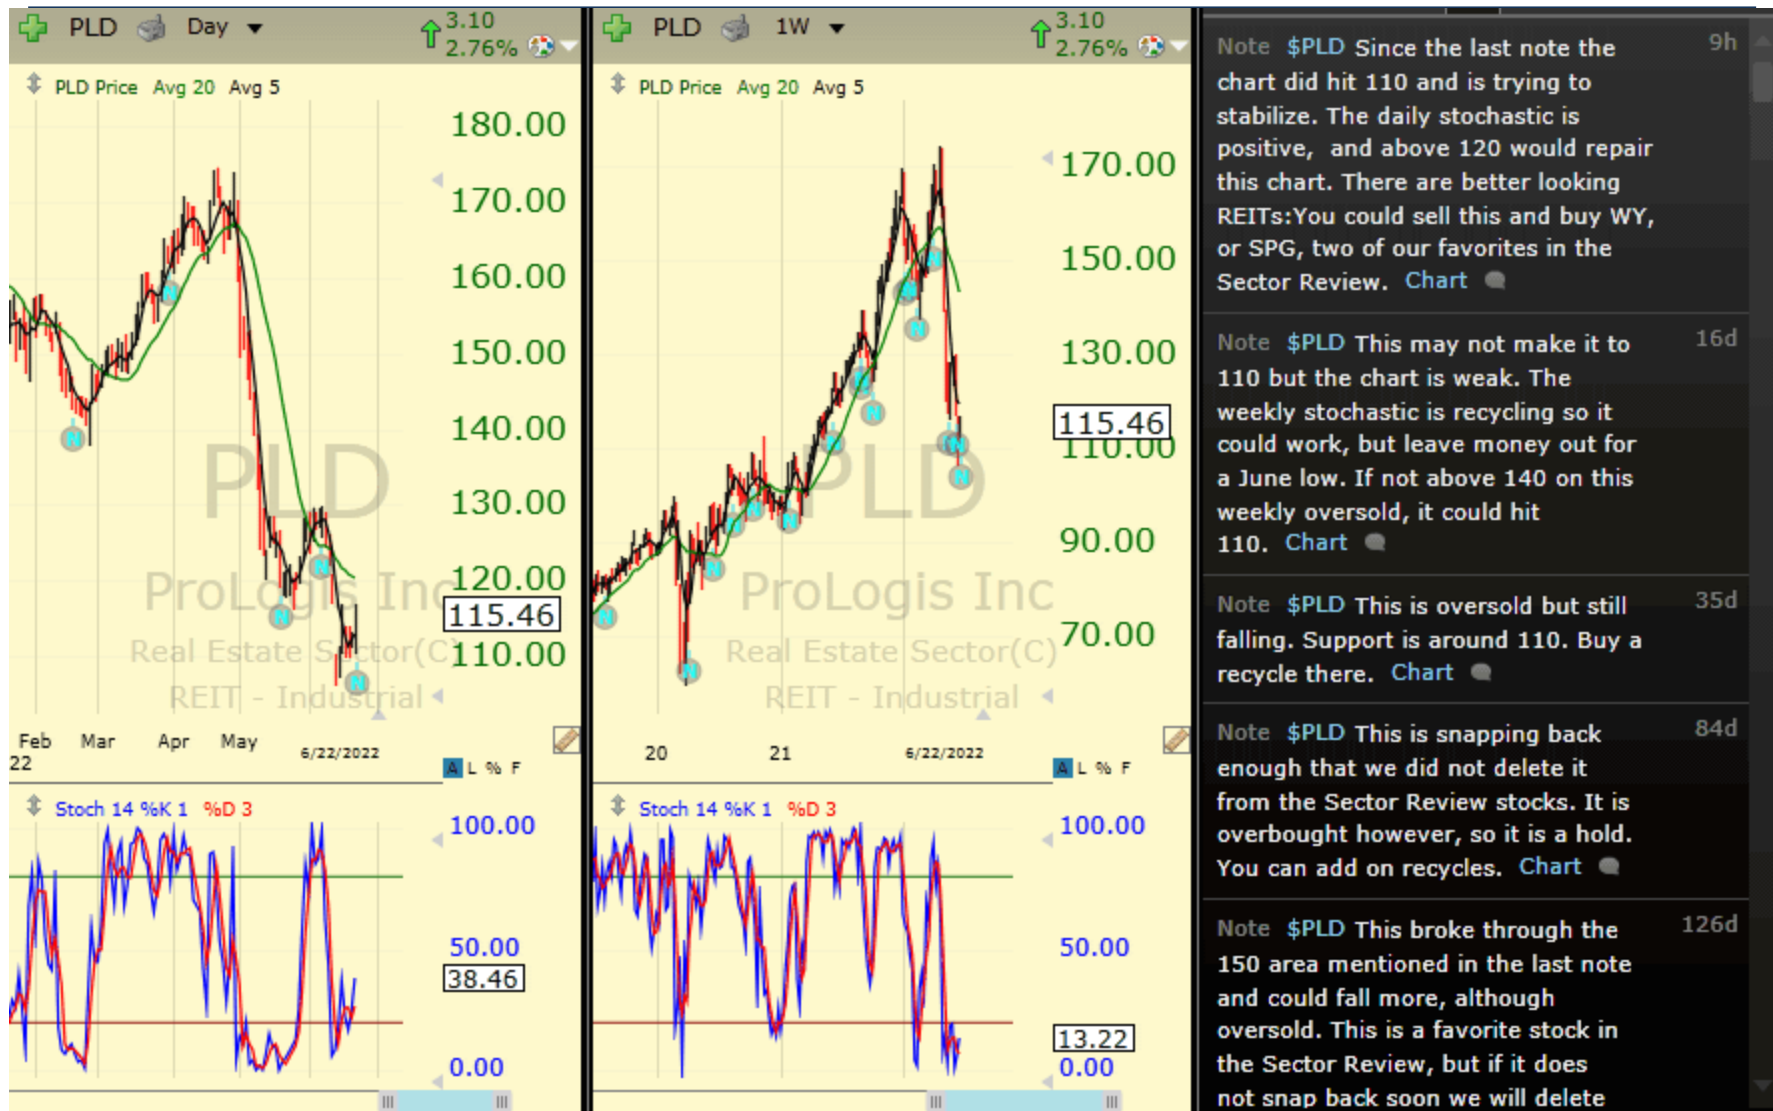 PLD Day 3.10
2.76%
PLD Price Avg 20 Avg 5
180.00
170.00
160.00
150.00
140.00
130.00
120.00
115.46
110.00
PLD
ProLogis Inc
Real Estate Sector(C)
REIT - Industrial
Feb Mar Apr May 6/22/2022
22
A L % F
Stoch 14 %K 1 %D 3
100.00
50.00
38.46
0.00
N
N
N
N
N
PLD 1W 3.10
2.76%
PLD Price Avg 20 Avg 5
170.00
150.00
130.00
115.46
110.00
90.00
70.00
PLD
ProLogis Inc
Real Estate Sector(C)
REIT - Industrial
20 21 6/22/2022
A L % F
Stoch 14 %K 1 %D 3
100.00
50.00
13.22
0.00
N
N
N
N
N
N
N
N
N
N
N
N
N
N
Note $PLD Since the last note the 9h
chart did hit 110 and is trying to
stabilize. The daily stochastic is
positive, and above 120 would repair
this chart. There are better looking
REITs:You could sell this and buy WY,
or SPG, two of our favorites in the
Sector Review. Chart
Note $PLD This may not make it to 16d
110 but the chart is weak. The
weekly stochastic is recycling so it
could work, but leave money out for
a June low. If not above 140 on this
weekly oversold, it could hit
110. Chart
Note $PLD This is oversold but still 35d
falling. Support is around 110. Buy a
recycle there. Chart
Note $PLD This is snapping back 84d
enough that we did not delete it
from the Sector Review stocks. It is
overbought however, so it is a hold.
You can add on recycles. Chart
Note $PLD This broke through the 126d
150 area mentioned in the last note
and could fall more, although
oversold. This is a favorite stock in
the Sector Review, but if it does
not snap back soon we will delete